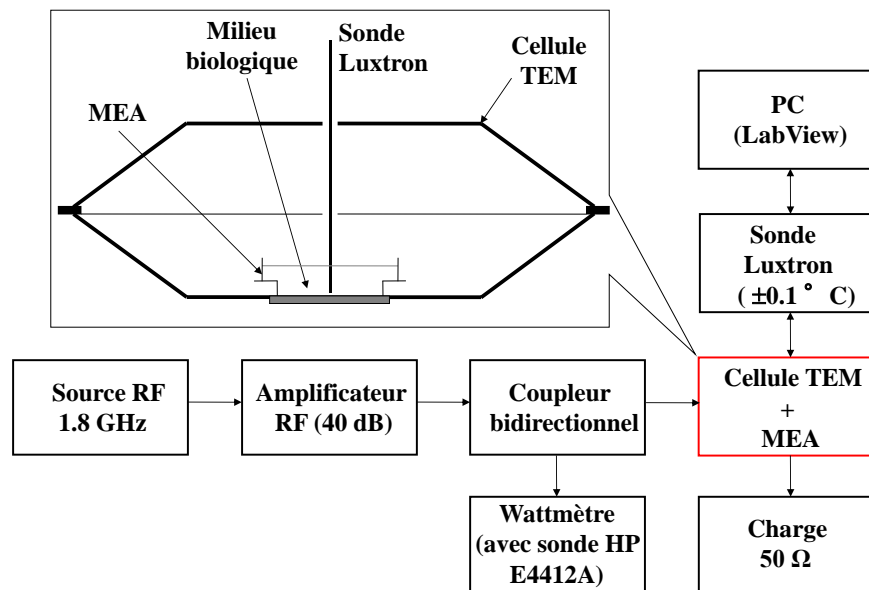 Milieu
biologique
Sonde
Luxtron
Cellule
TEM
MEA
PC
(LabView)
Sonde
Luxtron
( ±0.1 ° C)
Source RF
1.8 GHz
Amplificateur
RF (40 dB)
Coupleur
bidirectionnel
Cellule TEM
+
MEA
Wattmètre
(avec sonde HP
E4412A)
Charge
50 Ω